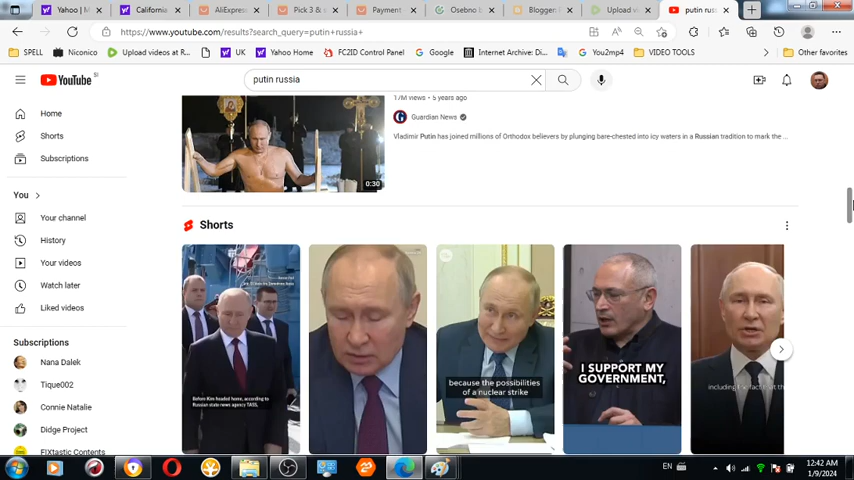 Yahoo | M
California
AliExpres
Pick 3 &
Payment
Osebno
Bloggen
Upload v
putin rus
https://www.youtube.com/results?search_query=putin+russia+
SPELL
Niconico
Upload videos at R...
UK
Yahoo Home
FC2ID Control Panel
Google
Internet Archive: Di...
You2mp4
VIDEO TOOLS
Other favorites
YouTube SI
putin russia
17M views • 5 years ago
Guardian News
Vladimir Putin has joined millions of Orthodox believers by plunging bare-chested into icy waters in a Russian tradition to mark the ...
0:30
Home
Shorts
Subscriptions
You
Your channel
History
Your videos
Watch later
Liked videos
Subscriptions
Nana Dalek
Tique002
Connie Natalie
Didge Project
FIXtastic Contents
Shorts
Before Kim headed home, according to
Russian state news agency TASS,
because the possibilities
of a nuclear strike
I SUPPORT MY
GOVERNMENT,
including the fact that th
EN
12:42 AM
1/9/2024